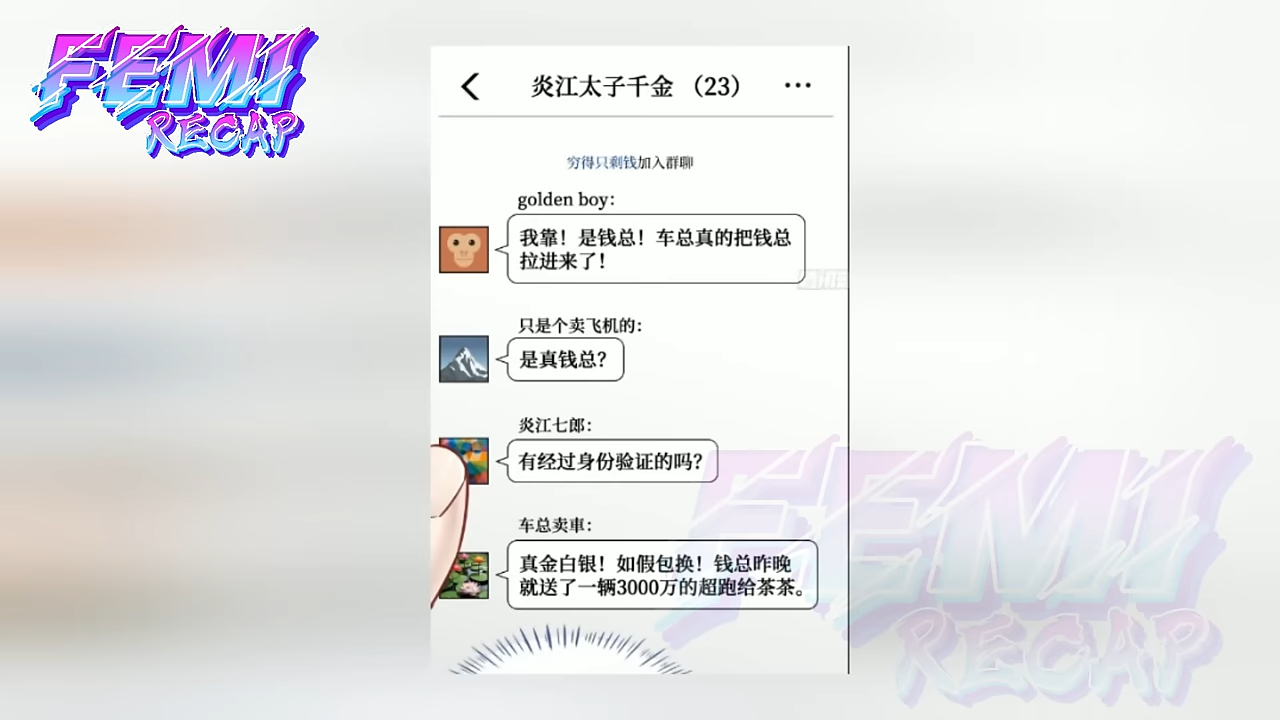 FEMI
RECAP
炎江太子千金 （23）
穷得只剩钱加入群聊
golden boy：
我靠！是钱总！车总真的把钱总
拉进来了！
只是个卖飞机的：
是真钱总？
炎江七郎：
有经过身份验证的吗？
车总卖車：
真金白银！如假包换！钱总昨晚
就送了一辆3000万的超跑给茶茶。
FEMI
RECAP